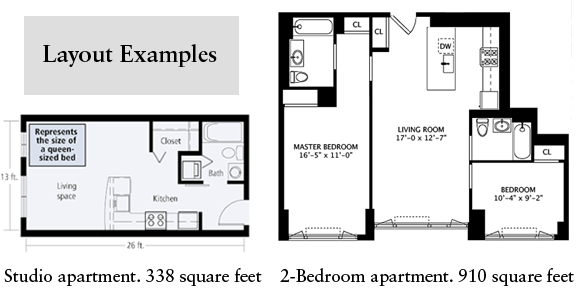 Layout Examples
Represents
the size of
a queen-
sized bed
Closet
Bath
Living
space
Kitchen
13 ft.
26 ft.
Studio apartment. 338 square feet
CL
CL
DW
MASTER BEDROOM
16'-5" x 11'-0"
LIVING ROOM
17'-0 x 12'-7"
CL
BEDROOM
10'-4" x 9'-2"
2-Bedroom apartment. 910 square feet